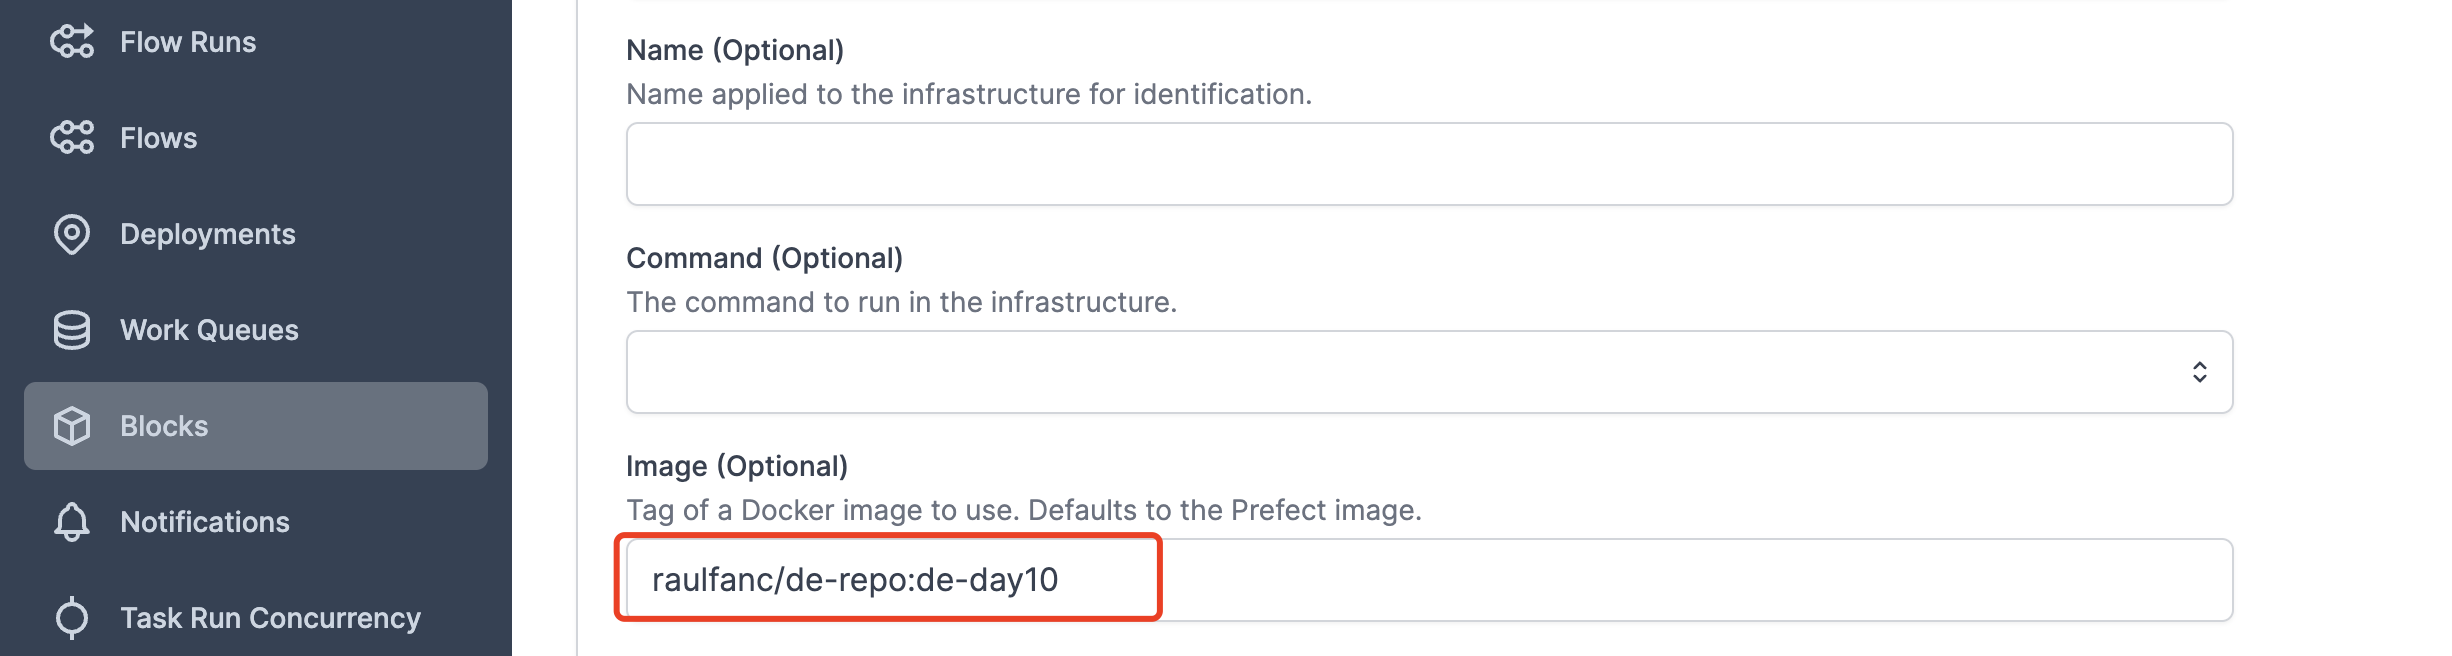 Flow Runs
Flows
Deployments
Work Queues
Blocks
Notifications
Task Run Concurrency
Name (Optional)
Name applied to the infrastructure for identification.
Command (Optional)
The command to run in the infrastructure.
Image (Optional)
Tag of a Docker image to use. Defaults to the Prefect image.
raulfanc/de-repo:de-day10